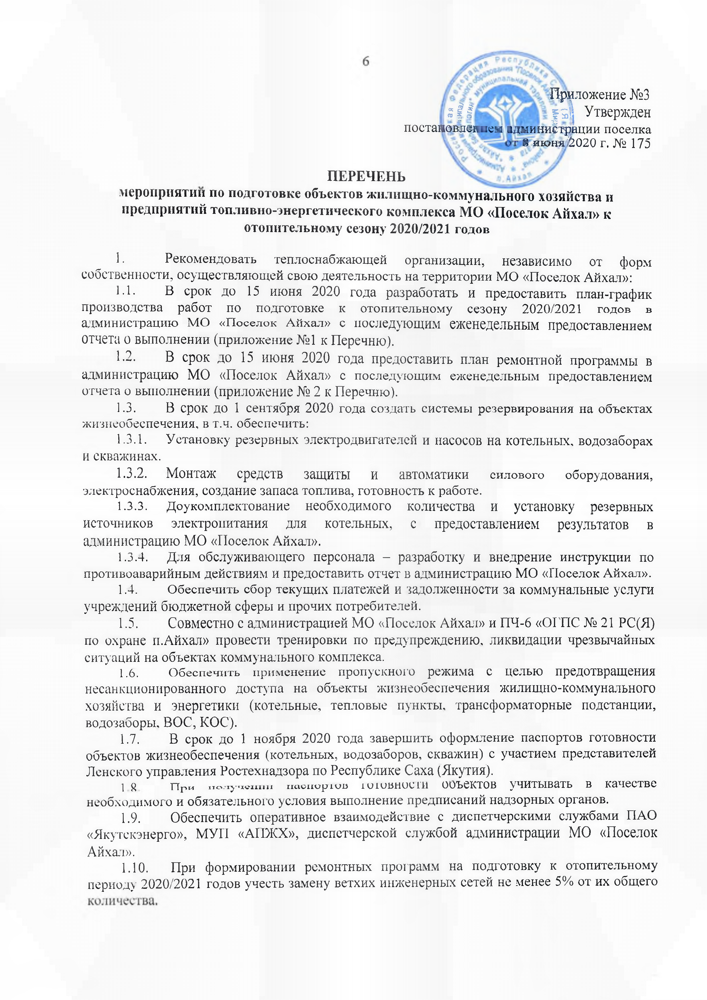 6
Приложение №3
Утвержден
постановлением администрации поселка
от 8 июня 2020 г. № 175
ПЕРЕЧЕНЬ
мероприятий по подготовке объектов жилищно-коммунального хозяйства и
предприятий топливно-энергетического комплекса МО «Поселок Айхал» к
отопительному сезону 2020/2021 годов
1. Рекомендовать теплоснабжающей организации, независимо от форм
собственности, осуществляющей свою деятельность на территории МО «Поселок Айхал»:
1.1. В срок до 15 июня 2020 года разработать и предоставить план-график
производства работ по подготовке к отопительному сезону 2020/2021 годов в
администрацию МО «Поселок Айхал» с последующим еженедельным предоставлением
отчета о выполнении (приложение №1 к Перечню).
1.2. В срок до 15 июня 2020 года предоставить план ремонтной программы в
администрацию МО «Поселок Айхал» с последующим еженедельным предоставлением
отчета о выполнении (приложение № 2 к Перечню).
1.3. В срок до 1 сентября 2020 года создать системы резервирования на объектах
жизнеобеспечения, в т.ч. обеспечить:
1.3.1. Установку резервных электродвигателей и насосов на котельных, водозаборах
и скважинах.
1.3.2. Монтаж средств защиты и автоматики силового оборудования,
электроснабжения, создание запаса топлива, готовность к работе.
1.3.3. Доукомплектование необходимого количества и установку резервных
источников электропитания для котельных, с предоставлением результатов в
администрацию МО «Поселок Айхал».
1.3.4. Для обслуживающего персонала – разработку и внедрение инструкции по
противоаварийным действиям и предоставить отчет в администрацию МО «Поселок Айхал».
1.4. Обеспечить сбор текущих платежей и задолженности за коммунальные услуги
учреждений бюджетной сферы и прочих потребителей.
1.5. Совместно с администрацией МО «Поселок Айхал» и ПЧ-6 «ОГПС № 21 РС(Я)
по охране п.Айхал» провести тренировки по предупреждению, ликвидации чрезвычайных
ситуаций на объектах коммунального комплекса.
1.6. Обеспечить применение пропускного режима с целью предотвращения
несанкционированного доступа на объекты жизнеобеспечения жилищно-коммунального
хозяйства и энергетики (котельные, тепловые пункты, трансформаторные подстанции,
водозаборы, ВОС, КОС).
1.7. В срок до 1 ноября 2020 года завершить оформление паспортов готовности
объектов жизнеобеспечения (котельных, водозаборов, скважин) с участием представителей
Ленского управления Ростехнадзора по Республике Саха (Якутия).
1.8. При получении паспортов готовности объектов учитывать в качестве
необходимого и обязательного условия выполнение предписаний надзорных органов.
1.9. Обеспечить оперативное взаимодействие с диспетчерскими службами ПАО
«Якутскэнерго», МУП «АПЖХ», диспетчерской службой администрации МО «Поселок
Айхал».
1.10. При формировании ремонтных программ на подготовку к отопительному
периоду 2020/2021 годов учесть замену ветхих инженерных сетей не менее 5% от их общего
количества.
Российская Федерация Республика
п.Айхал